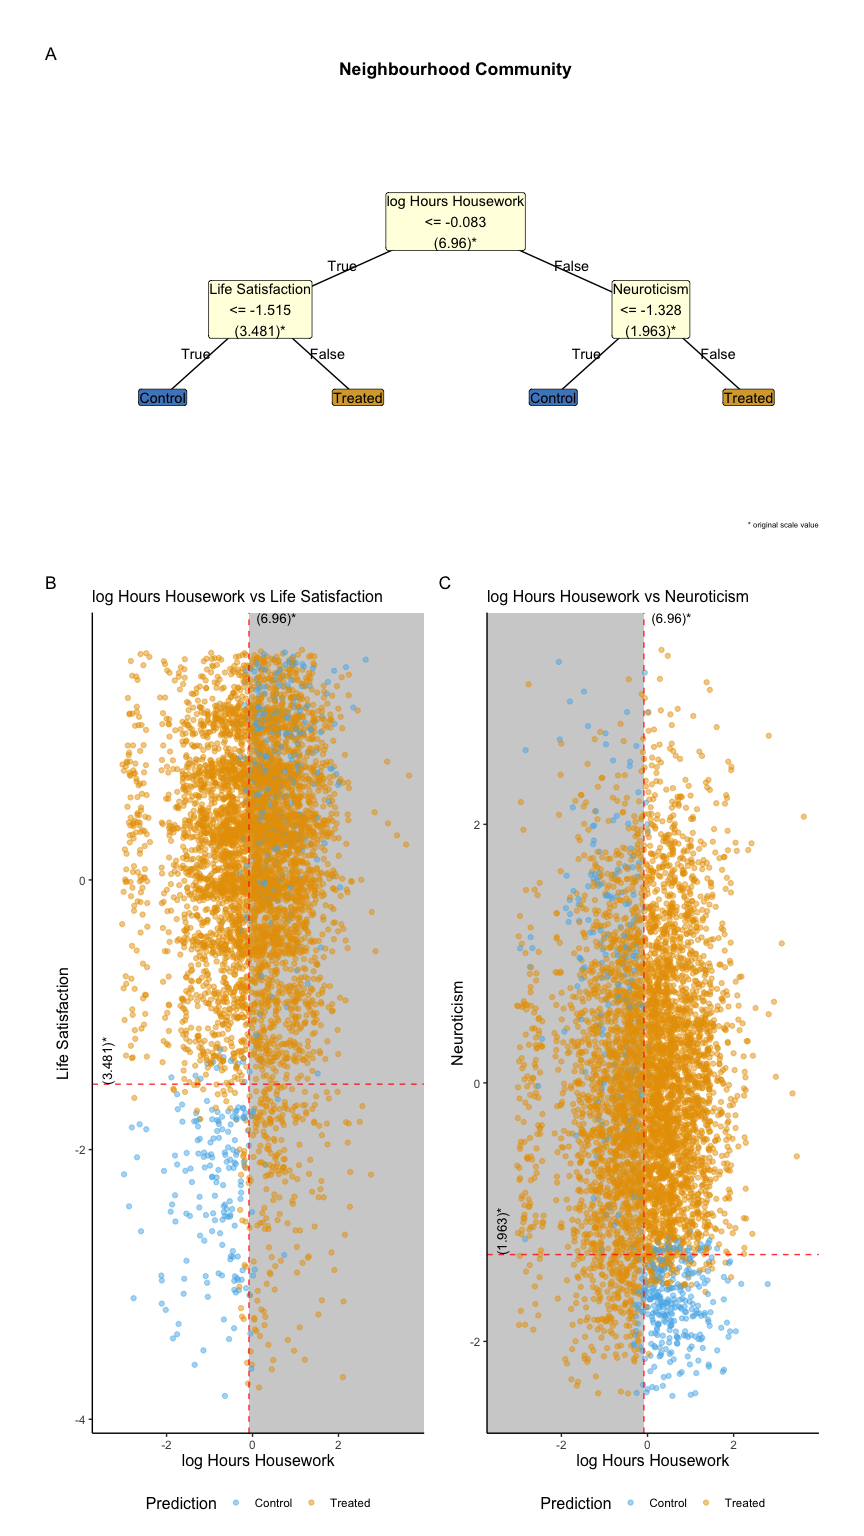 A
Neighbourhood Community
log Hours Housework
<= -0.083
(6.96)*
True
False
Life Satisfaction
<= -1.515
(3.481)*
Neuroticism
<= -1.328
(1.963)*
True
False
True
False
Control
Treated
Control
Treated
* original scale value
B
log Hours Housework vs Life Satisfaction
(6.96)*
(3.481)*
Life Satisfaction
0
-2
-4
-2
0
2
log Hours Housework
Prediction
Control
Treated
C
log Hours Housework vs Neuroticism
(6.96)*
(1.963)*
Neuroticism
2
0
-2
-2
0
2
log Hours Housework
Prediction
Control
Treated